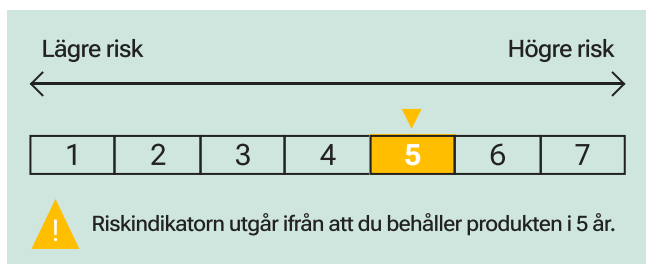 Lägre risk Högre risk
1 2 3 4 5 6 7
! Riskindikatorn utgår ifrån att du behåller produkten i 5 år.